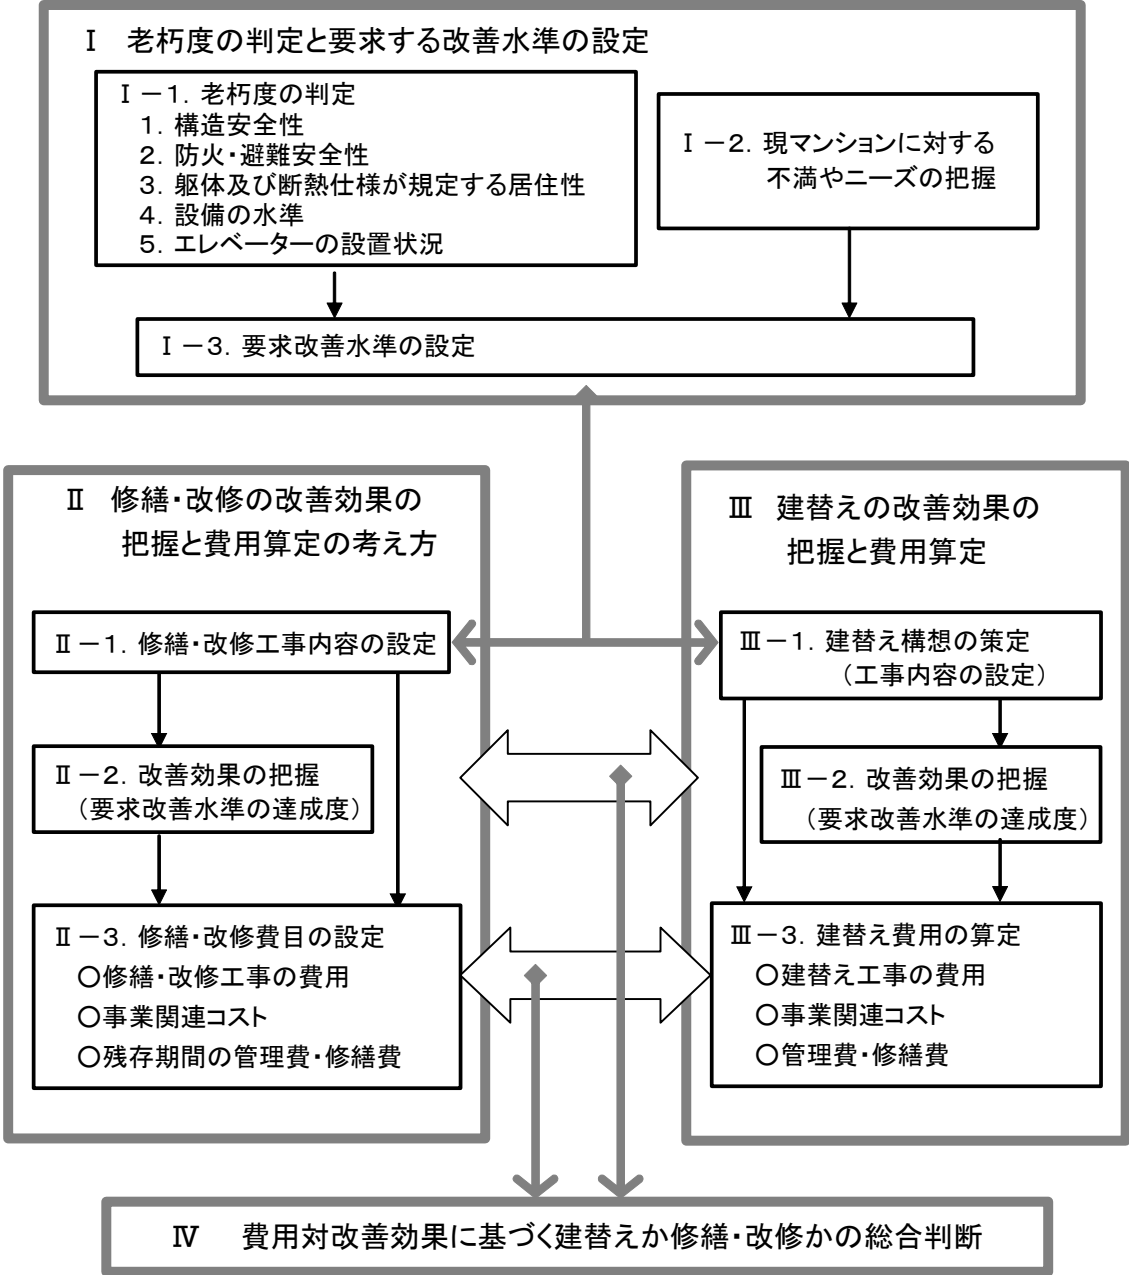 Ⅰ 老朽度の判定と要求する改善水準の設定
Ⅰ－1．老朽度の判定
1．構造安全性
2．防火・避難安全性
3．躯体及び断熱仕様が規定する居住性
4．設備の水準
5．エレベーターの設置状況
Ⅰ－2．現マンションに対する
不満やニーズの把握
Ⅰ－3．要求改善水準の設定
Ⅱ 修繕・改修の改善効果の
把握と費用算定の考え方
Ⅱ－1．修繕・改修工事内容の設定
Ⅱ－2．改善効果の把握
（要求改善水準の達成度）
Ⅱ－3．修繕・改修費目の設定
○修繕・改修工事の費用
○事業関連コスト
○残存期間の管理費・修繕費
Ⅲ 建替えの改善効果の
把握と費用算定
Ⅲ－1．建替え構想の策定
（工事内容の設定）
Ⅲ－2．改善効果の把握
（要求改善水準の達成度）
Ⅲ－3．建替え費用の算定
○建替え工事の費用
○事業関連コスト
○管理費・修繕費
Ⅳ 費用対改善効果に基づく建替えか修繕・改修かの総合判断